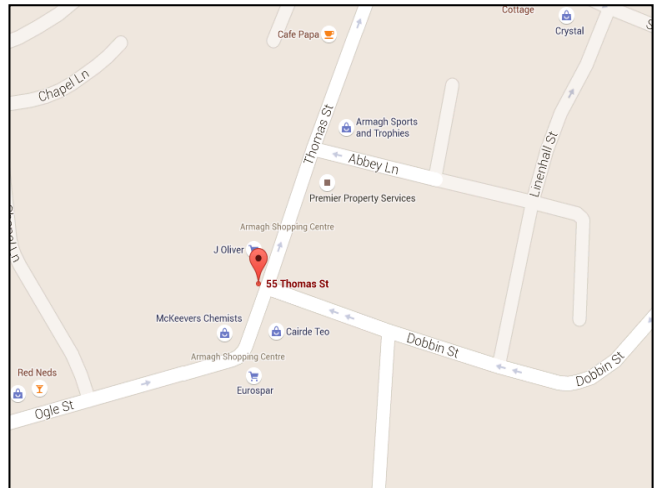 Cottage
Crystal
Cafe Papa
Chapel Ln
Thomas St
Armagh Sports
and Trophies
Abbey Ln
Linenhall St
Premier Property Services
Armagh Shopping Centre
J Oliver
55 Thomas St
McKeevers Chemists
Cairde Teo
Dobbin St
Armagh Shopping Centre
Dobbin St
Red Neds
Eurospar
Ogle St